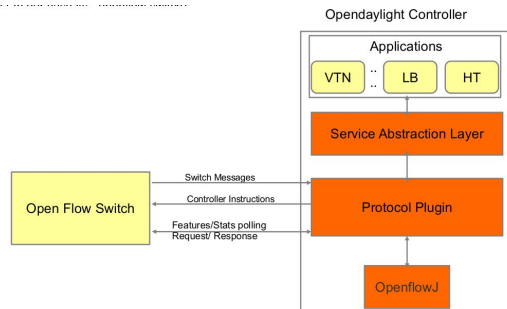 Opendaylight Controller
Applications
VTN
..
..
LB
HT
Service Abstraction Layer
Switch Messages
Controller Instructions
Open Flow Switch
Protocol Plugin
Features/Stats polling
Request/ Response
OpenflowJ